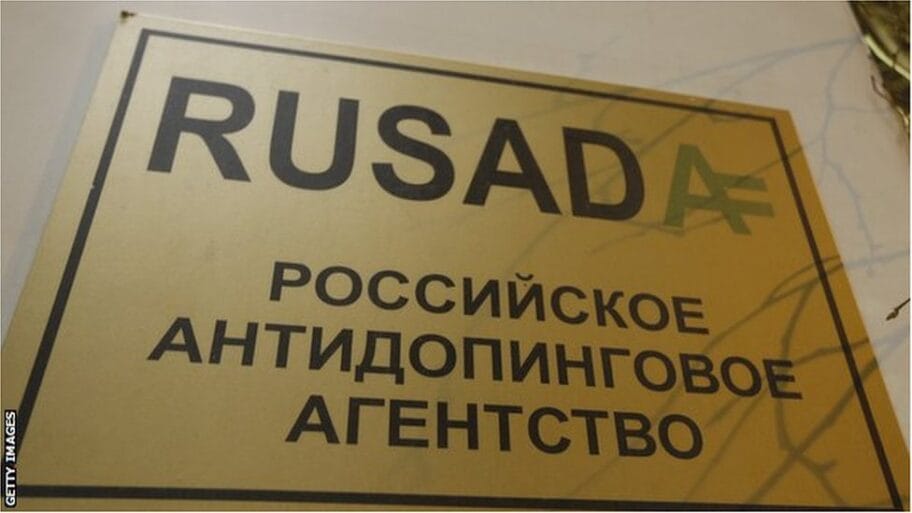 RUSADA
РОССИЙСКОЕ
АНТИДОПИНГОВОЕ
АГЕНТСТВО
GETTY IMAGES